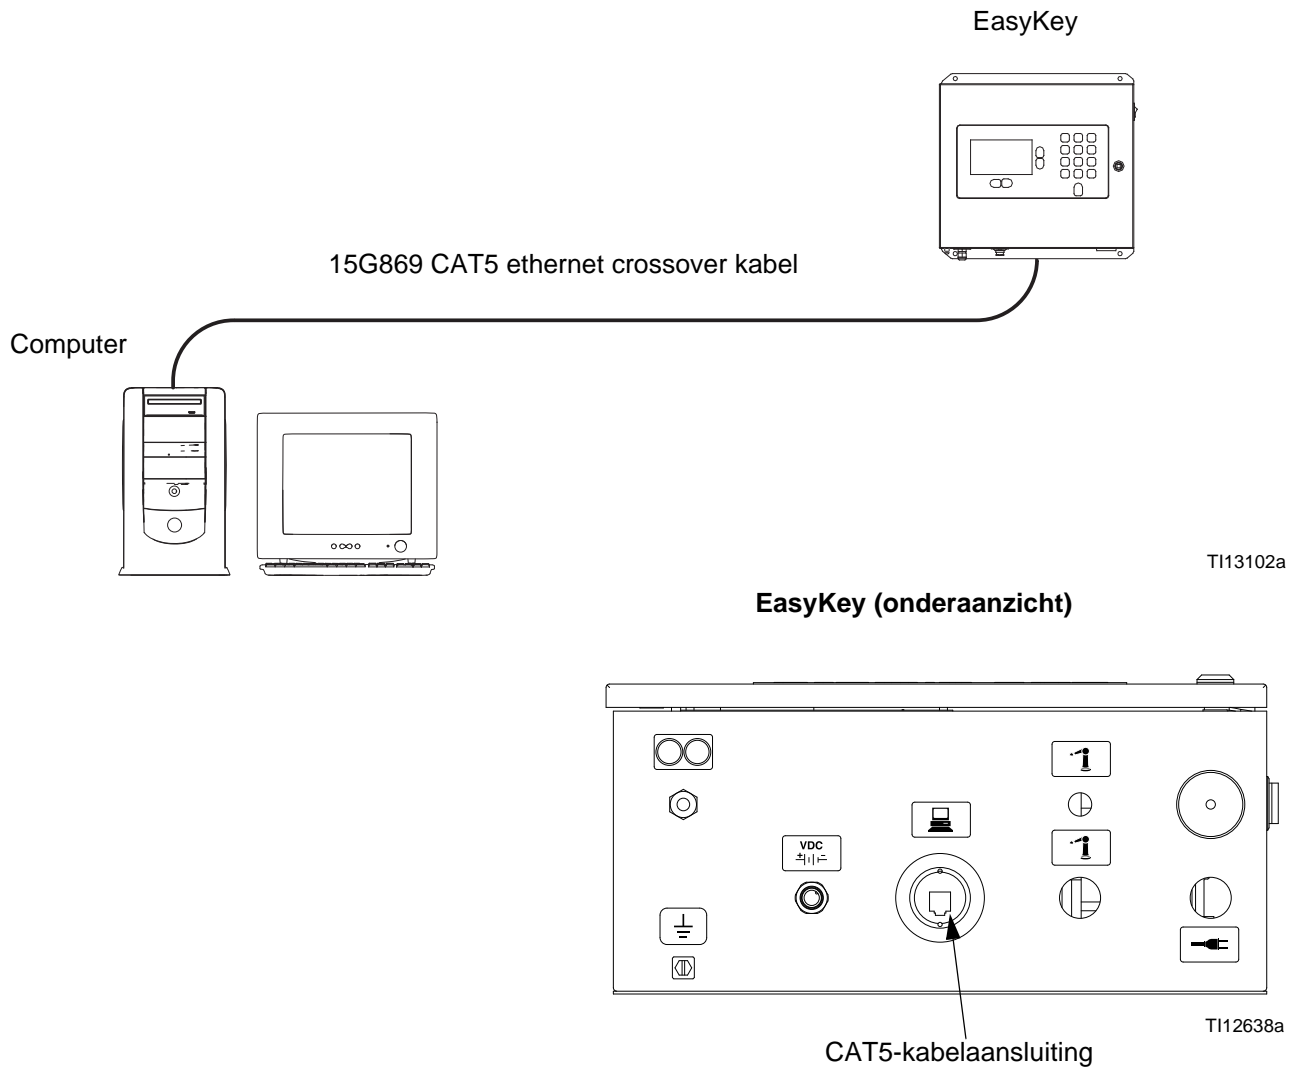 EasyKey
15G869 CAT5 ethernet crossover kabel
Computer
TI13102a
EasyKey (onderaanzicht)
VDC
TI12638a
CAT5-kabelaansluiting